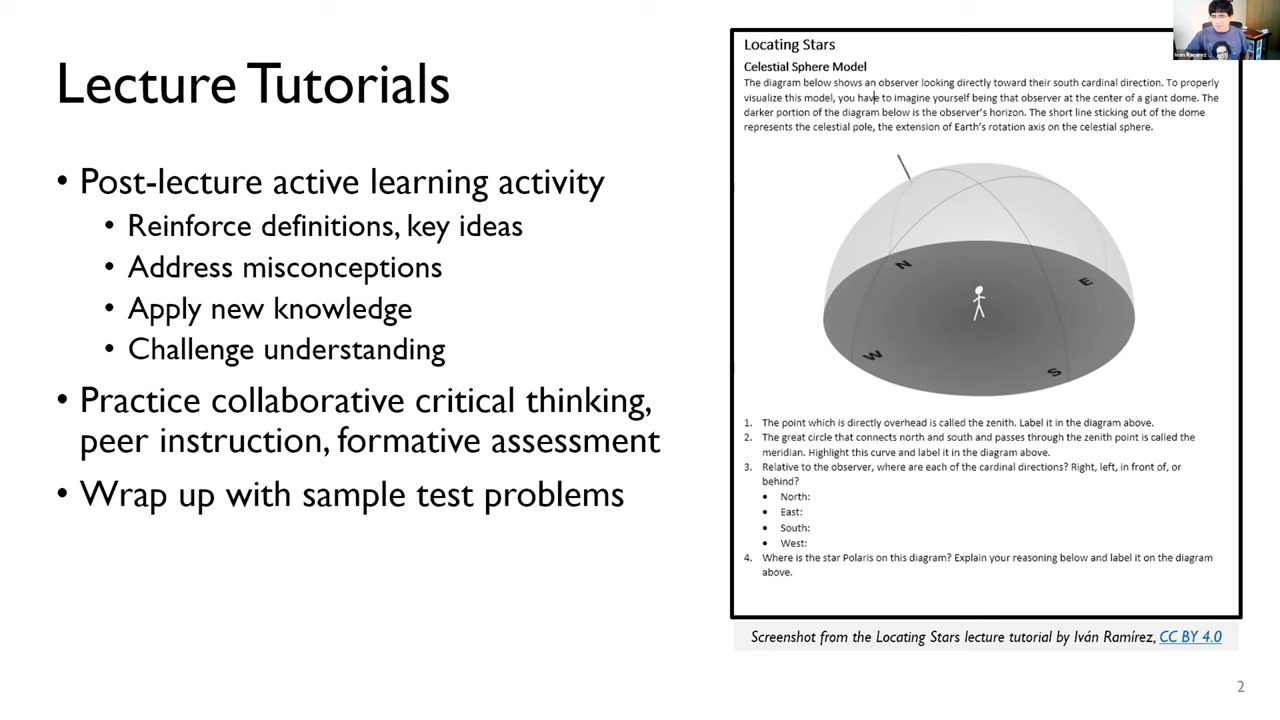 Lecture Tutorials
• Post-lecture active learning activity
• Reinforce definitions, key ideas
• Address misconceptions
• Apply new knowledge
• Challenge understanding
• Practice collaborative critical thinking,
peer instruction, formative assessment
• Wrap up with sample test problems
Locating Stars
Celestial Sphere Model
The diagram below shows an observer looking directly toward their south cardinal direction. To properly
visualize this model, you have to imagine yourself being that observer at the center of a giant dome. The
darker portion of the diagram below is the observer's horizon. The short line sticking out of the dome
represents the celestial pole, the extension of Earth's rotation axis on the celestial sphere.
N
E
W
S
1. The point which is directly overhead is called the zenith. Label it in the diagram above.
2. The great circle that connects north and south and passes through the zenith point is called the
meridian. Highlight this curve and label it in the diagram above.
3. Relative to the observer, where are each of the cardinal directions? Right, left, in front of, or
behind?
• North:
• East:
• South:
• West:
4. Where is the star Polaris on this diagram? Explain your reasoning below and label it on the diagram
above.
Screenshot from the Locating Stars lecture tutorial by Iván Ramírez, CC BY 4.0
Iván Ramírez
2